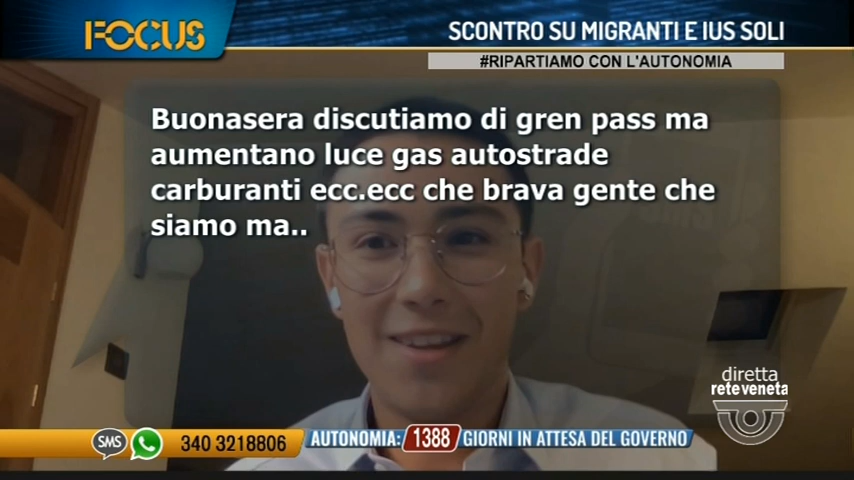 FOCUS
SCONTRO SU MIGRANTI E IUS SOLI
#RIPARTIAMO CON L'AUTONOMIA
Buonasera discutiamo di gren pass ma
aumentano luce gas autostrade
carburanti ecc.ecc che brava gente che
siamo ma..
diretta
reteveneta
SMS 340 3218806 AUTONOMIA: 1388 GIORNI IN ATTESA DEL GOVERNO